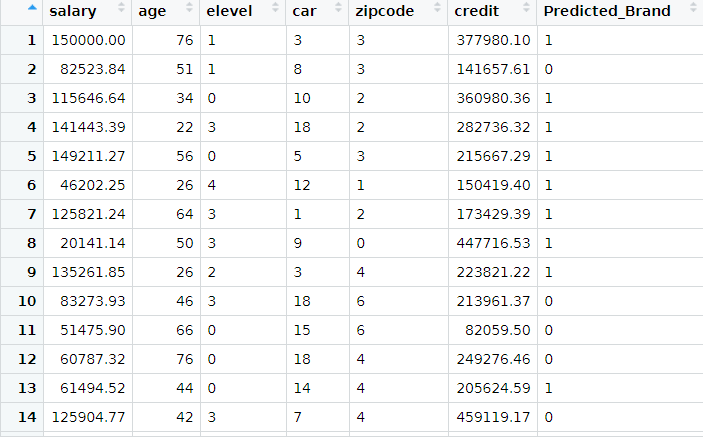 salary age elevel car zipcode credit Predicted_Brand
1 150000.00 76 1 3 3 377980.10 1
2 82523.84 51 1 8 3 141657.61 0
3 115646.64 34 0 10 2 360980.36 1
4 141443.39 22 3 18 2 282736.32 1
5 149211.27 56 0 5 3 215667.29 1
6 46202.25 26 4 12 1 150419.40 1
7 125821.24 64 3 1 2 173429.39 1
8 20141.14 50 3 9 0 447716.53 1
9 135261.85 26 2 3 4 223821.22 1
10 83273.93 46 3 18 6 213961.37 0
11 51475.90 66 0 15 6 82059.50 0
12 60787.32 76 0 18 4 249276.46 0
13 61494.52 44 0 14 4 205624.59 1
14 125904.77 42 3 7 4 459119.17 0